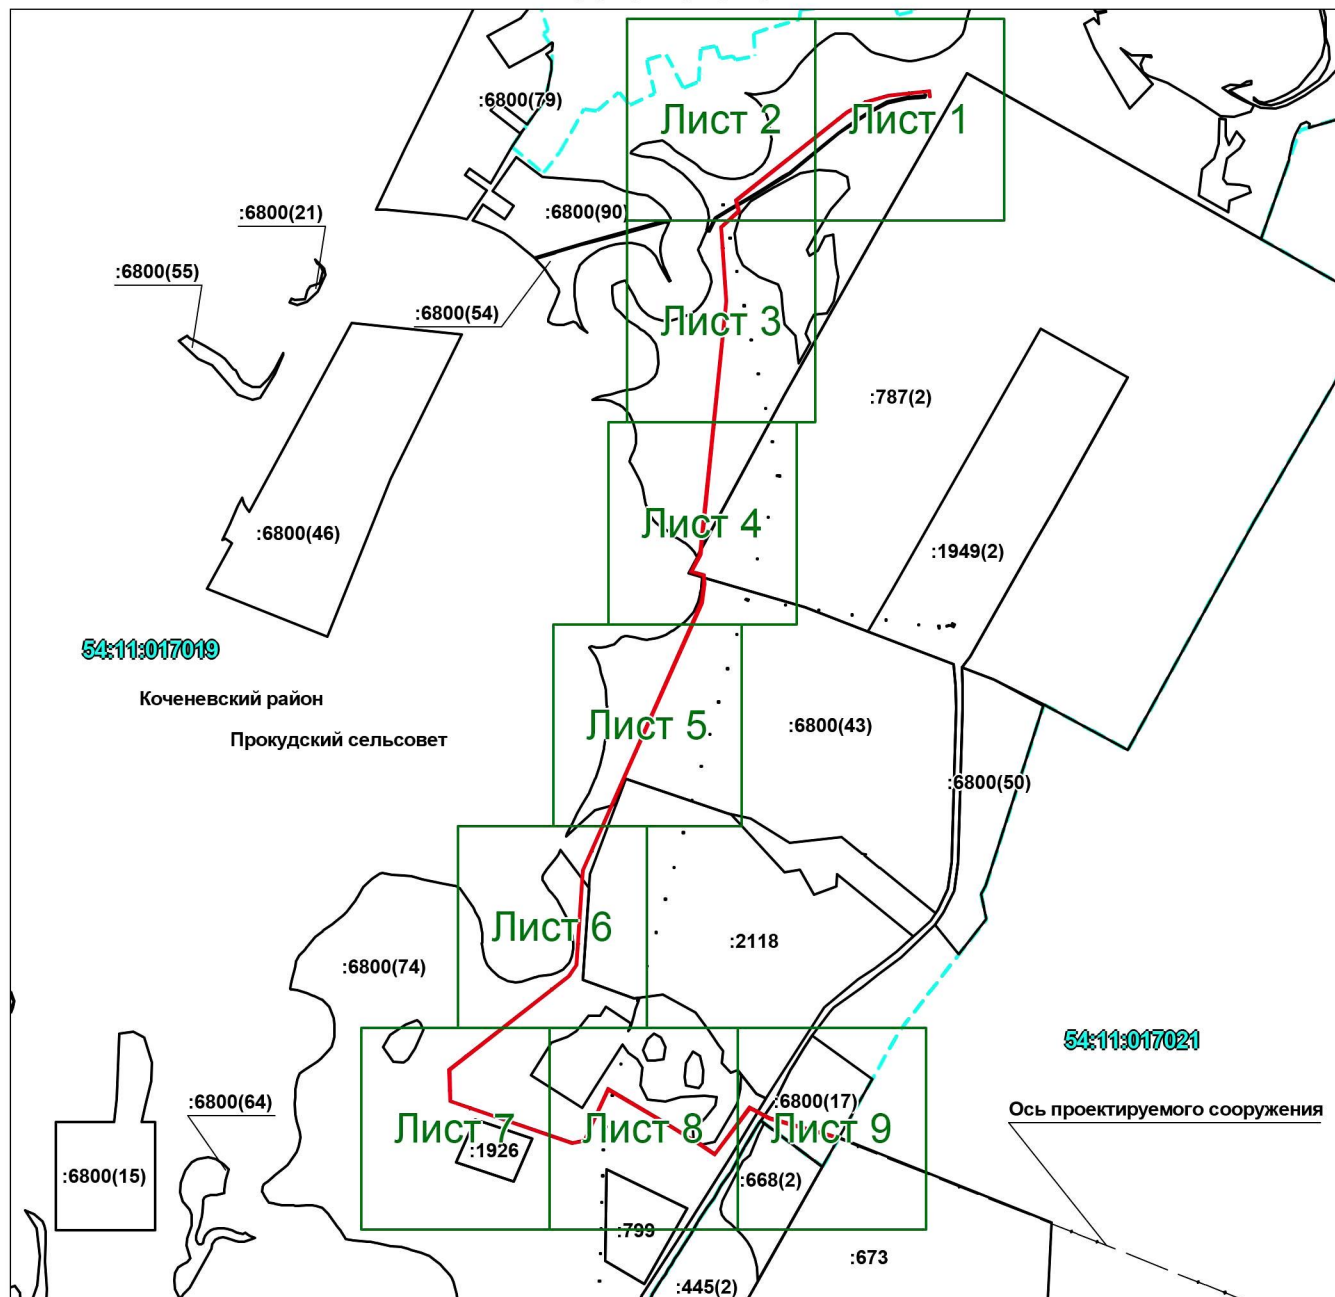 :6800(79)
Лист 2
Лист 1
:6800(21)
:6800(90)
:6800(55)
:6800(54)
Лист 3
:787(2)
Лист 4
:6800(46)
:1949(2)
54:11:017019
Коченевский район
Прокудский сельсовет
Лист 5
:6800(43)
:6800(50)
Лист 6
:2118
:6800(74)
54:11:017021
:6800(64)
:6800(17)
Ось проектируемого сооружения
Лист 7
Лист 8
Лист 9
:1926
:6800(15)
:668(2)
:799
:673
:445(2)